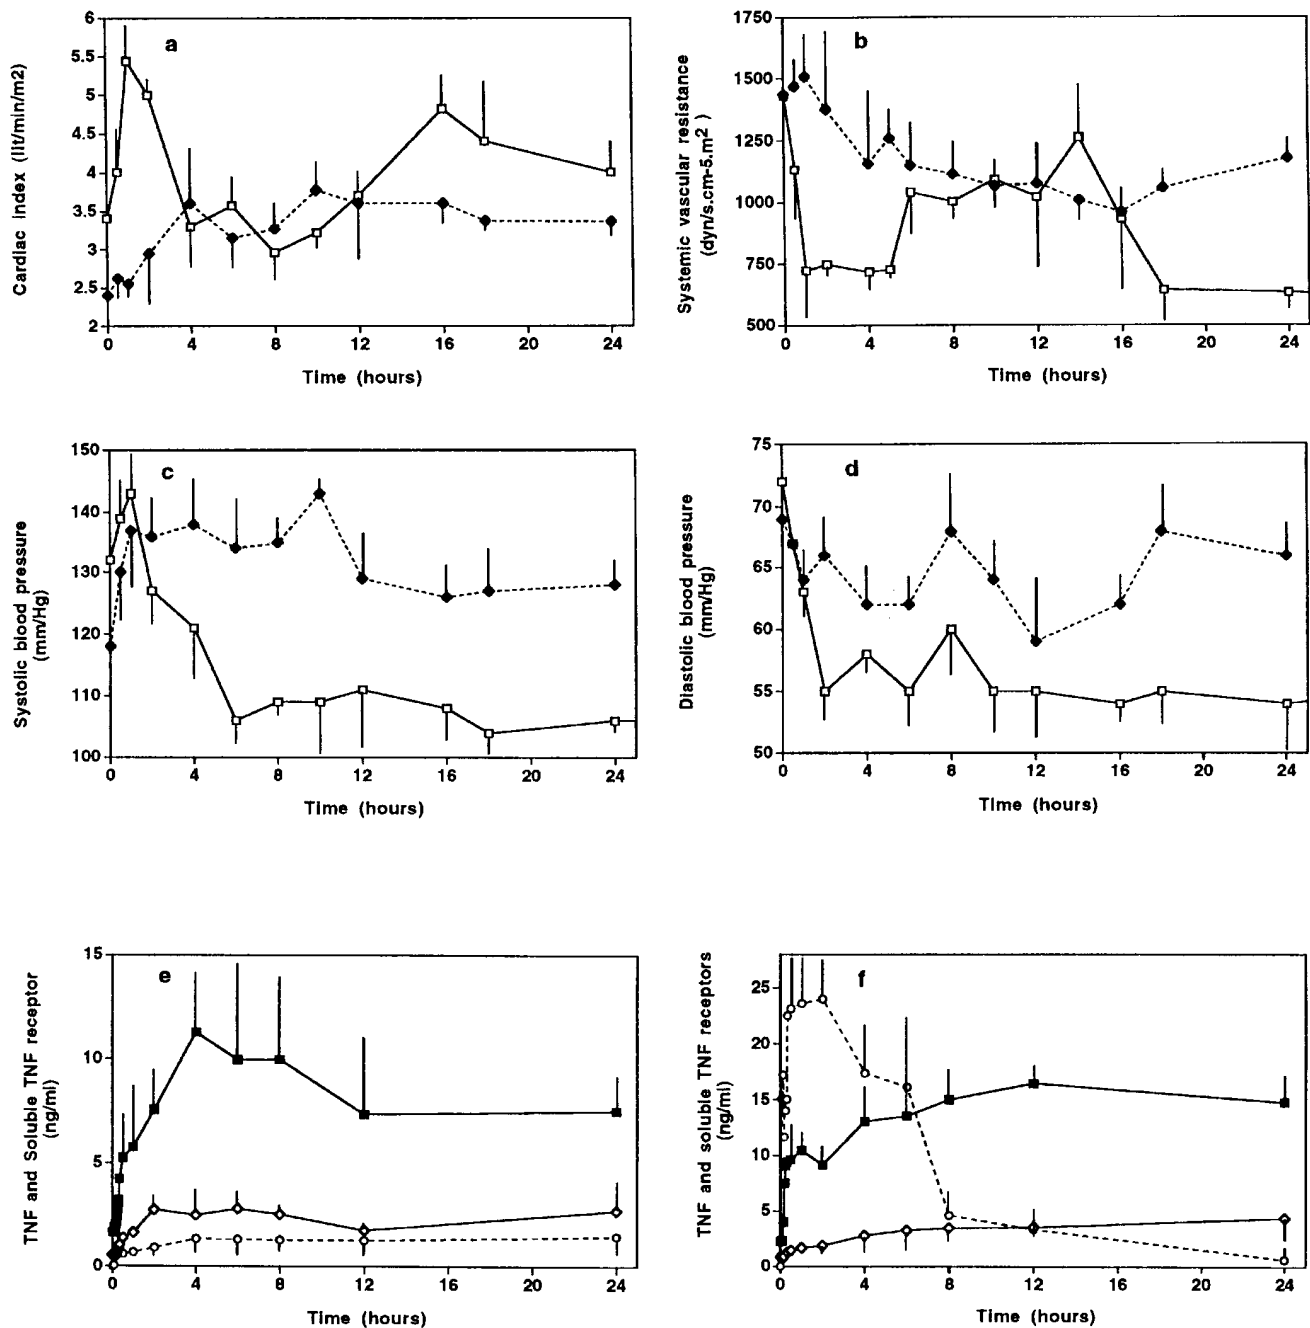 a
Cardiac index (lit/min/m2)
6
5.5
5
4.5
4
3.5
3
2.5
2
0 4 8 12 16 20 24
Time (hours)
b
Systemic vascular resistance
(dyn/s.cm-5.m²)
1750
1500
1250
1000
750
500
0 4 8 12 16 20 24
Time (hours)
c
Systolic blood pressure
(mm/Hg)
150
140
130
120
110
100
0 4 8 12 16 20 24
Time (hours)
d
Diastolic blood pressure
(mm/Hg)
75
70
65
60
55
50
0 4 8 12 16 20 24
Time (hours)
e
TNF and Soluble TNF receptor
(ng/ml)
15
10
5
0
0 4 8 12 16 20 24
Time (hours)
f
TNF and soluble TNF receptors
(ng/ml)
25
20
15
10
5
0
0 4 8 12 16 20 24
Time (hours)